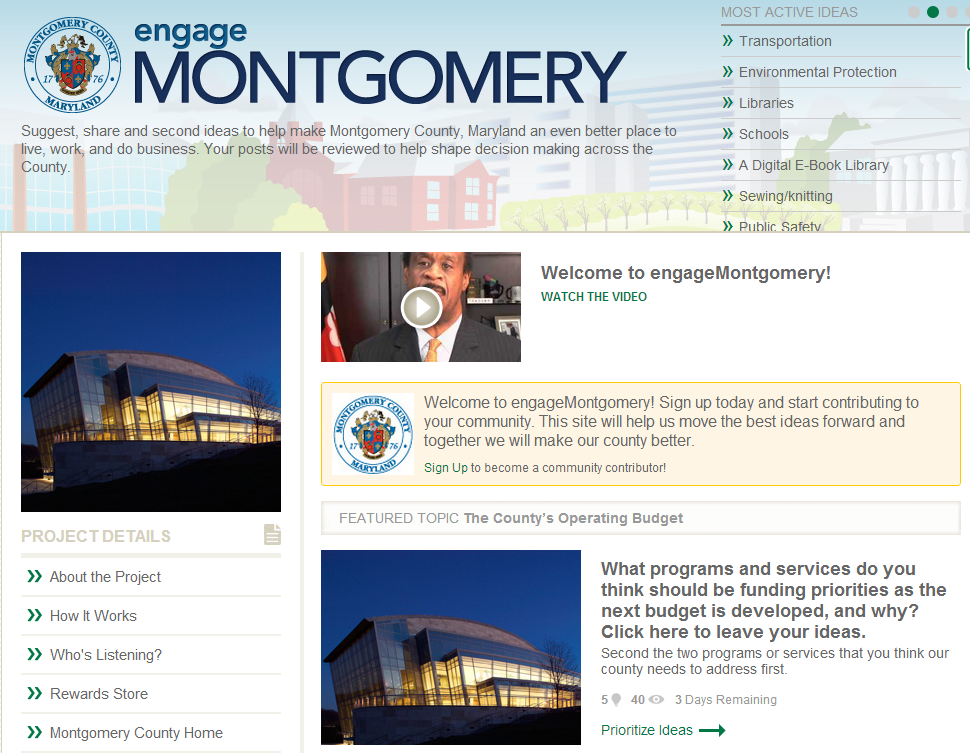 MONTGOMERY COUNTY
17 76
MARYLAND
engage
MONTGOMERY
Suggest, share and second ideas to help make Montgomery County, Maryland an even better place to
live, work, and do business. Your posts will be reviewed to help shape decision making across the
County.
MOST ACTIVE IDEAS
Transportation
Environmental Protection
Libraries
Schools
A Digital E-Book Library
Sewing/knitting
Public Safety
Welcome to engageMontgomery!
WATCH THE VIDEO
MONTGOMERY COUNTY
17 76
MARYLAND
Welcome to engageMontgomery! Sign up today and start contributing to
your community. This site will help us move the best ideas forward and
together we will make our county better.
Sign Up to become a community contributor!
FEATURED TOPIC The County's Operating Budget
PROJECT DETAILS
About the Project
How It Works
Who's Listening?
Rewards Store
Montgomery County Home
What programs and services do you
think should be funding priorities as the
next budget is developed, and why?
Click here to leave your ideas.
Second the two programs or services that you think our
county needs to address first.
5 40 3 Days Remaining
Prioritize Ideas